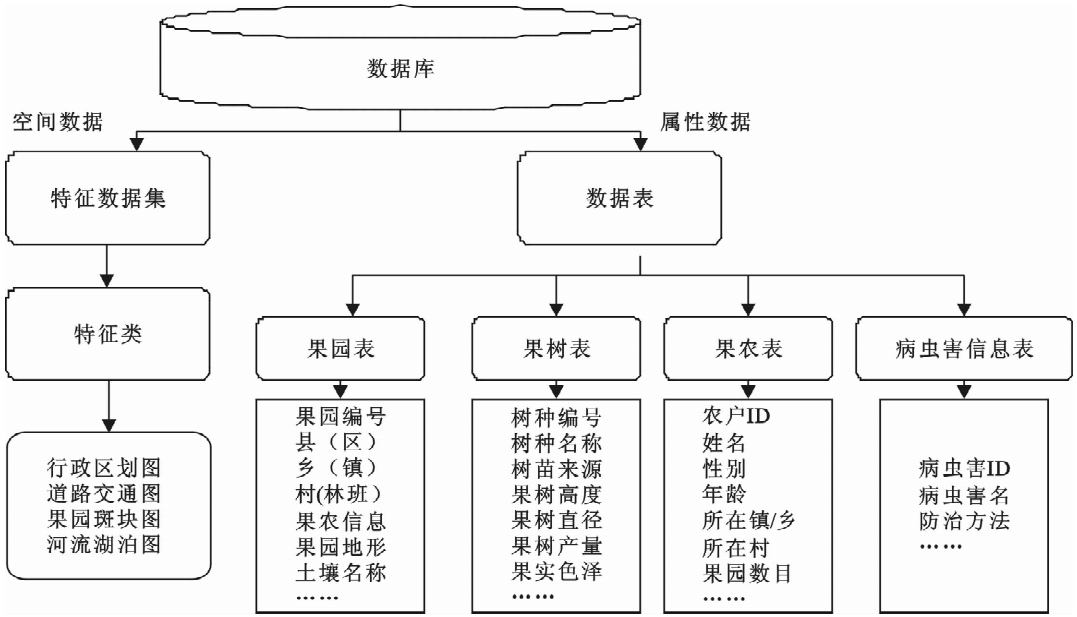 数据库
空间数据
属性数据
特征数据集
数据表
特征类
果园表
果树表
果农表
病虫害信息表
行政区划图
道路交通图
果园斑块图
河流湖泊图
果园编号
县（区）
乡（镇）
村(林班）
果农信息
果园地形
土壤名称
……
树种编号
树种名称
树苗来源
果树高度
果树直径
果树产量
果实色泽
……
农户ID
姓名
性别
年龄
所在镇/乡
所在村
果园数目
……
病虫害ID
病虫害名
防治方法
……